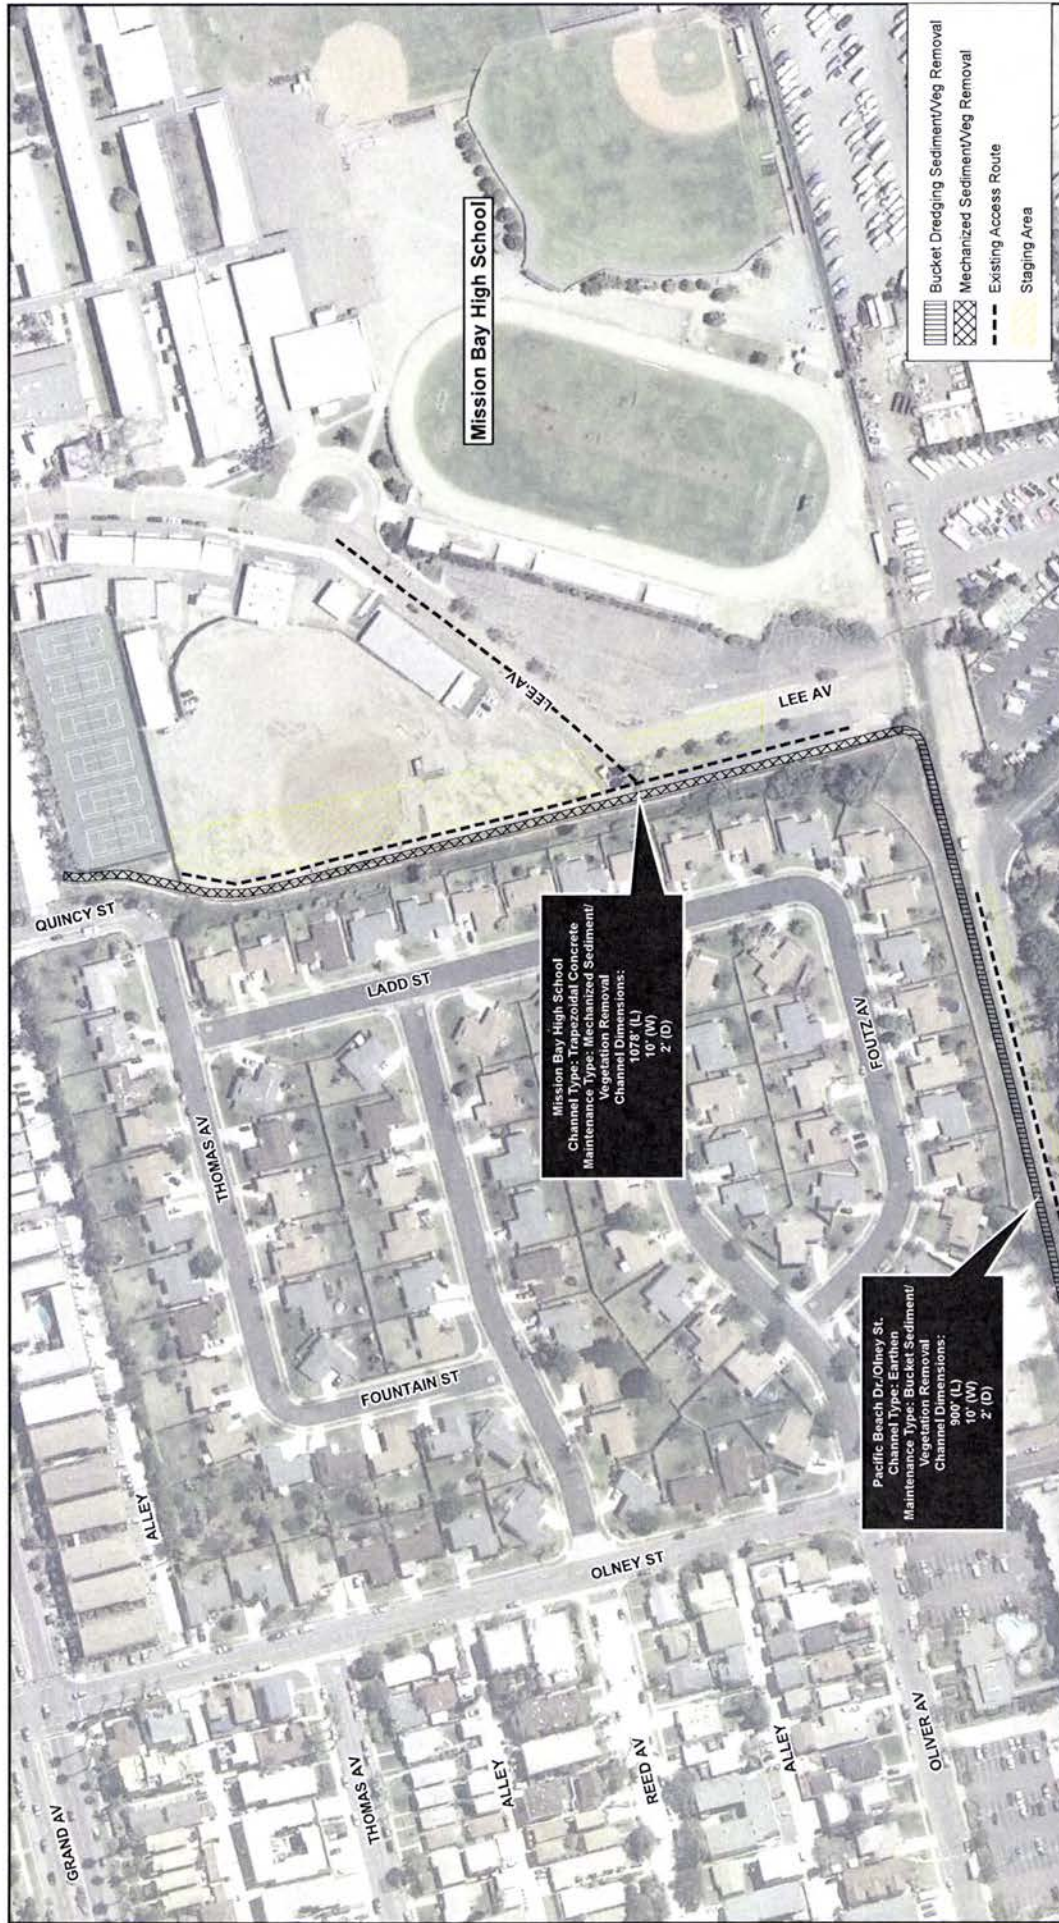 GRAND AV
ALLEY
QUINCY ST
THOMAS AV
THOMAS AV
ALLEY
FOUNTAIN ST
LADD ST
OLNEY ST
REED AV
ALLEY
OLIVER AV
FOUTZ AV
LEE AV
LEE AV
Mission Bay High School
Mission Bay High School
Channel Type: Trapezoidal Concrete
Maintenance Type: Mechanized Sediment/
Vegetation Removal
Channel Dimensions:
1078' (L)
10' (W)
2' (D)
Pacific Beach Dr./Olney St.
Channel Type: Earthen
Maintenance Type: Bucket Sediment/
Vegetation Removal
Channel Dimensions:
900' (L)
10' (W)
2' (D)
Bucket Dredging Sediment/Veg Removal
Mechanized Sediment/Veg Removal
Existing Access Route
Staging Area